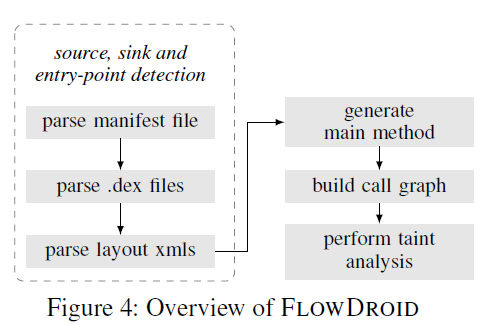 source, sink and
entry-point detection
parse manifest file
parse .dex files
parse layout xmls
generate
main method
build call graph
perform taint
analysis
Figure 4: Overview of FLOWDROID